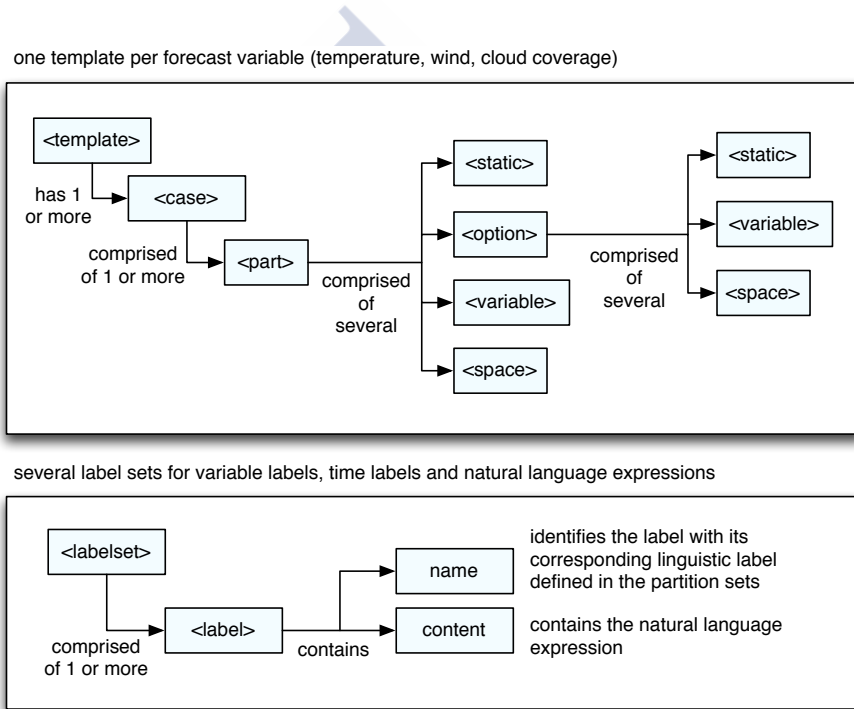 one template per forecast variable (temperature, wind, cloud coverage)
<template>
has 1
or more
<case>
comprised
of 1 or more
<part>
comprised
of
several
<static>
<option>
<variable>
<space>
comprised
of
several
<static>
<variable>
<space>
several label sets for variable labels, time labels and natural language expressions
<labelset>
comprised
of 1 or more
<label>
contains
name
identifies the label with its
corresponding linguistic label
defined in the partition sets
content
contains the natural language
expression